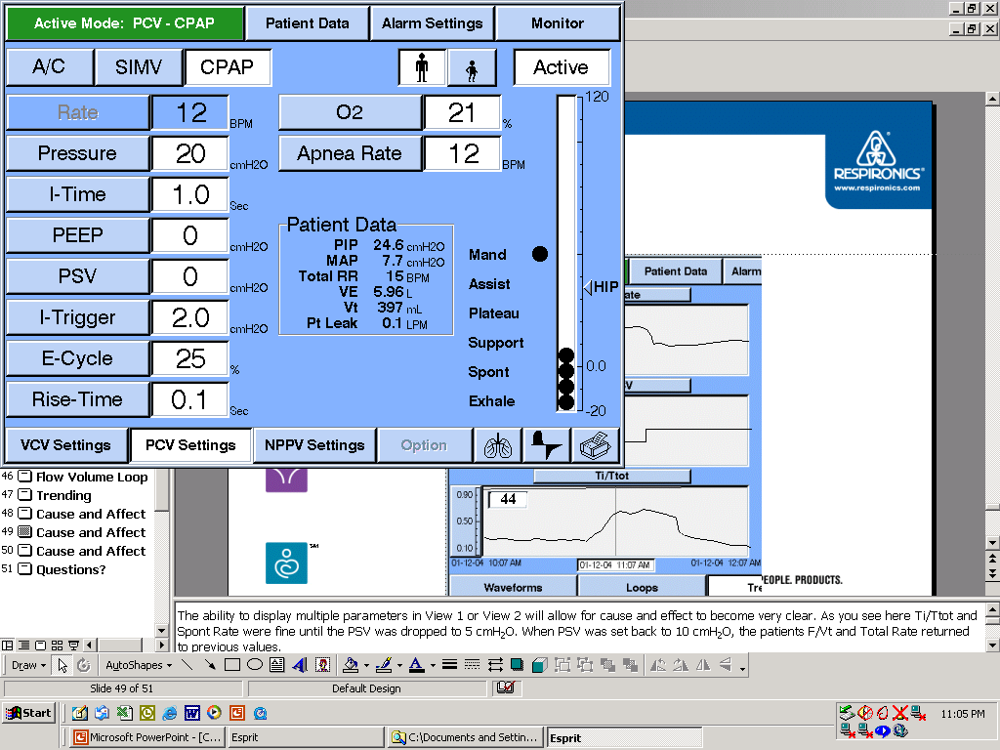 Active Mode: PCV - CPAP
Patient Data
Alarm Settings
Monitor
A/C
SIMV
CPAP
Active
Rate 12 BPM
O2 21 %
Pressure 20 cmH2O
Apnea Rate 12 BPM
I-Time 1.0 Sec
PEEP 0 cmH2O
PSV 0 cmH2O
I-Trigger 2.0 cmH2O
E-Cycle 25 %
Rise-Time 0.1 Sec
Patient Data
PIP 24.6 cmH2O
MAP 7.7 cmH2O
Total RR 15 BPM
VE 5.96 L
Vt 397 mL
Pt Leak 0.1 LPM
Mand
Assist
Plateau
Support
Spont
Exhale
120
HIP
0.0
-20
VCV Settings
PCV Settings
NPPV Settings
Option
RESPIRONICS®
www.respironics.com
Patient Data
Alarm
ate
V
Ti/Ttot
0.90
0.50
0.10
44
01-12-04 10:07 AM
01-12-04 11:07 AM
01-12-04 12:07 AM
Waveforms
Loops
Tre
EOPLE. PRODUCTS.
SM
46 Flow Volume Loop
47 Trending
48 Cause and Affect
49 Cause and Affect
50 Cause and Affect
51 Questions?
The ability to display multiple parameters in View 1 or View 2 will allow for cause and effect to become very clear. As you see here Ti/Ttot and
Spont Rate were fine until the PSV was dropped to 5 cmH2O. When PSV was set back to 10 cmH2O, the patients F/Vt and Total Rate returned
to previous values.
Draw
AutoShapes
Slide 49 of 51
Default Design
Start
11:05 PM
Microsoft PowerPoint - [C...
Esprit
C:\Documents and Settin...
Esprit